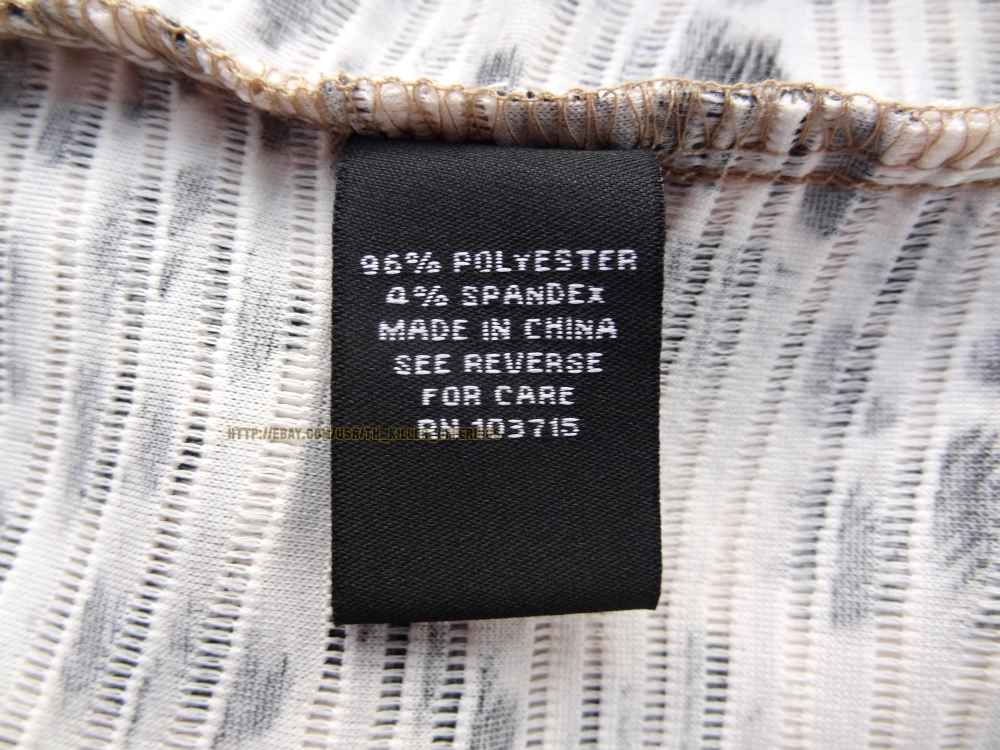 96% POLYESTER
4% SPANDEX
MADE IN CHINA
SEE REVERSE
FOR CARE
RN 103715